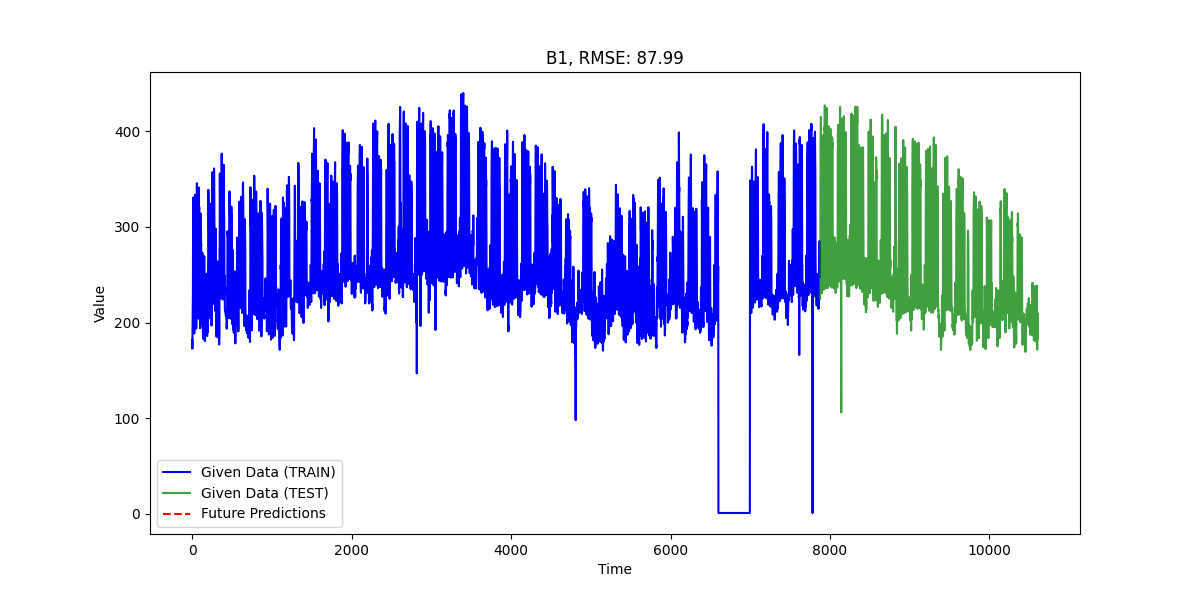 B1, RMSE: 87.99
Value
400
300
200
100
0
Given Data (TRAIN)
Given Data (TEST)
Future Predictions
0 2000 4000 6000 8000 10000
Time